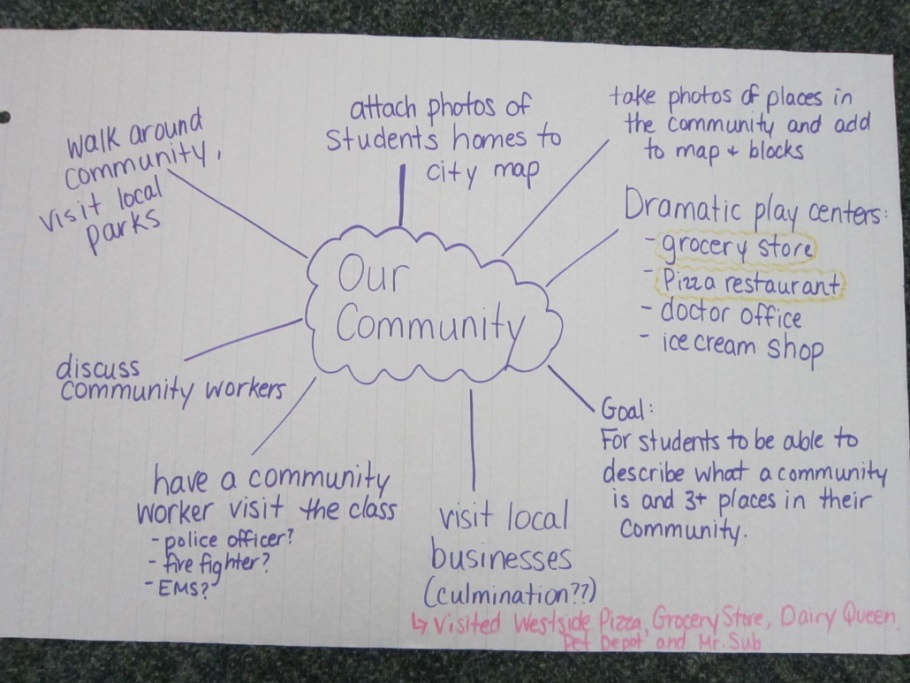 Our
Community
attach photos of
students homes to
city map
take photos of places in
the community and add
to map + blocks
Dramatic play centers:
- grocery store
- Pizza restaurant
- doctor office
- ice cream shop
Goal:
For students to be able to
describe what a community
is and 3+ places in their
community.
visit local
businesses
(culmination??)
↳ Visited Westside Pizza, Grocery Store, Dairy Queen,
Pet Depot and Mr. Sub
have a community
worker visit the class
- police officer?
- fire fighter?
- EMS?
discuss
community workers
walk around
community,
visit local
parks